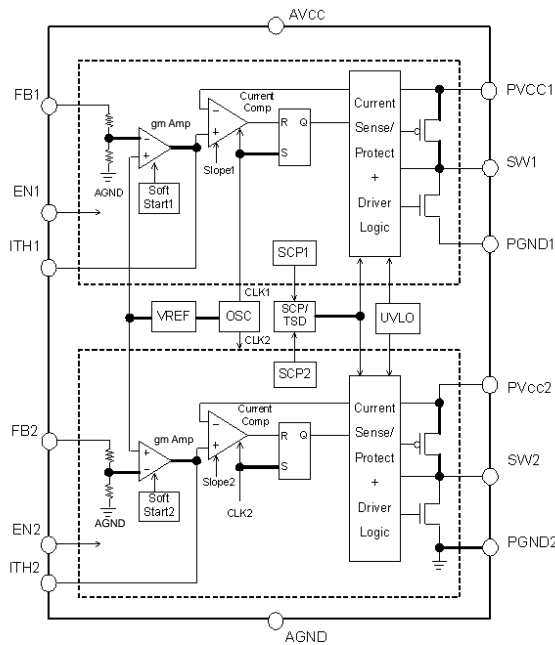 AVcc
FB1
EN1
ITH1
PVCC1
SW1
PGND1
gm Amp
Current
Comp
−
+
−
+
R Q
S
Slope1
Soft
Start1
AGND
Current
Sense/
Protect
+
Driver
Logic
SCP1
CLK1
VREF
OSC
SCP/
TSD
UVLO
CLK2
SCP2
FB2
EN2
ITH2
PVcc2
SW2
PGND2
gm Amp
Current
Comp
+
−
−
+
R Q
S
Slope2
CLK2
Soft
Start2
AGND
Current
Sense/
Protect
+
Driver
Logic
AGND